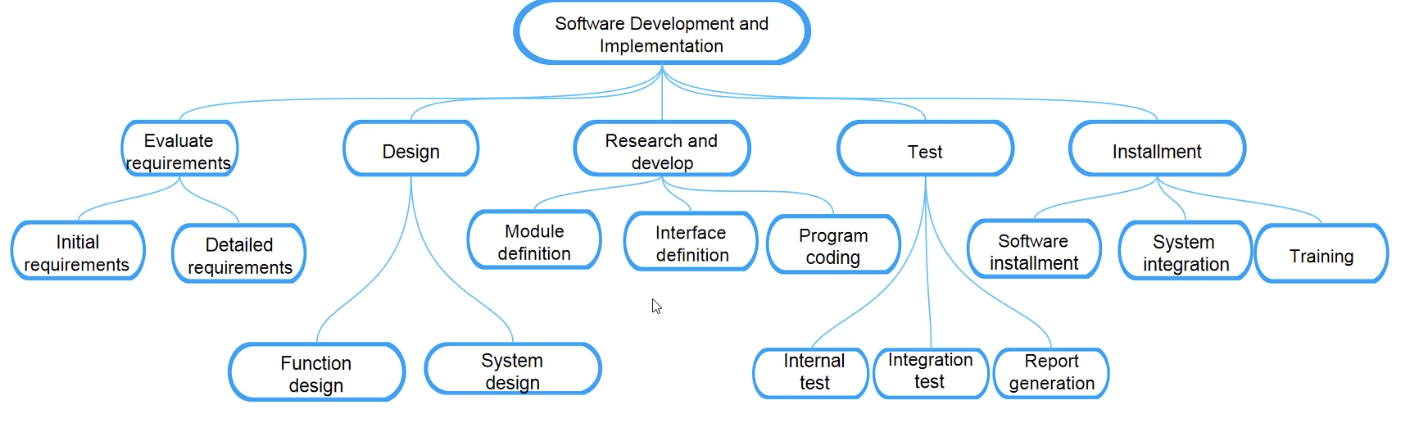 Software Development and
Implementation
Evaluate
requirements
Design
Research and
develop
Test
Installment
Initial
requirements
Detailed
requirements
Module
definition
Interface
definition
Program
coding
Software
installment
System
integration
Training
Function
design
System
design
Internal
test
Integration
test
Report
generation